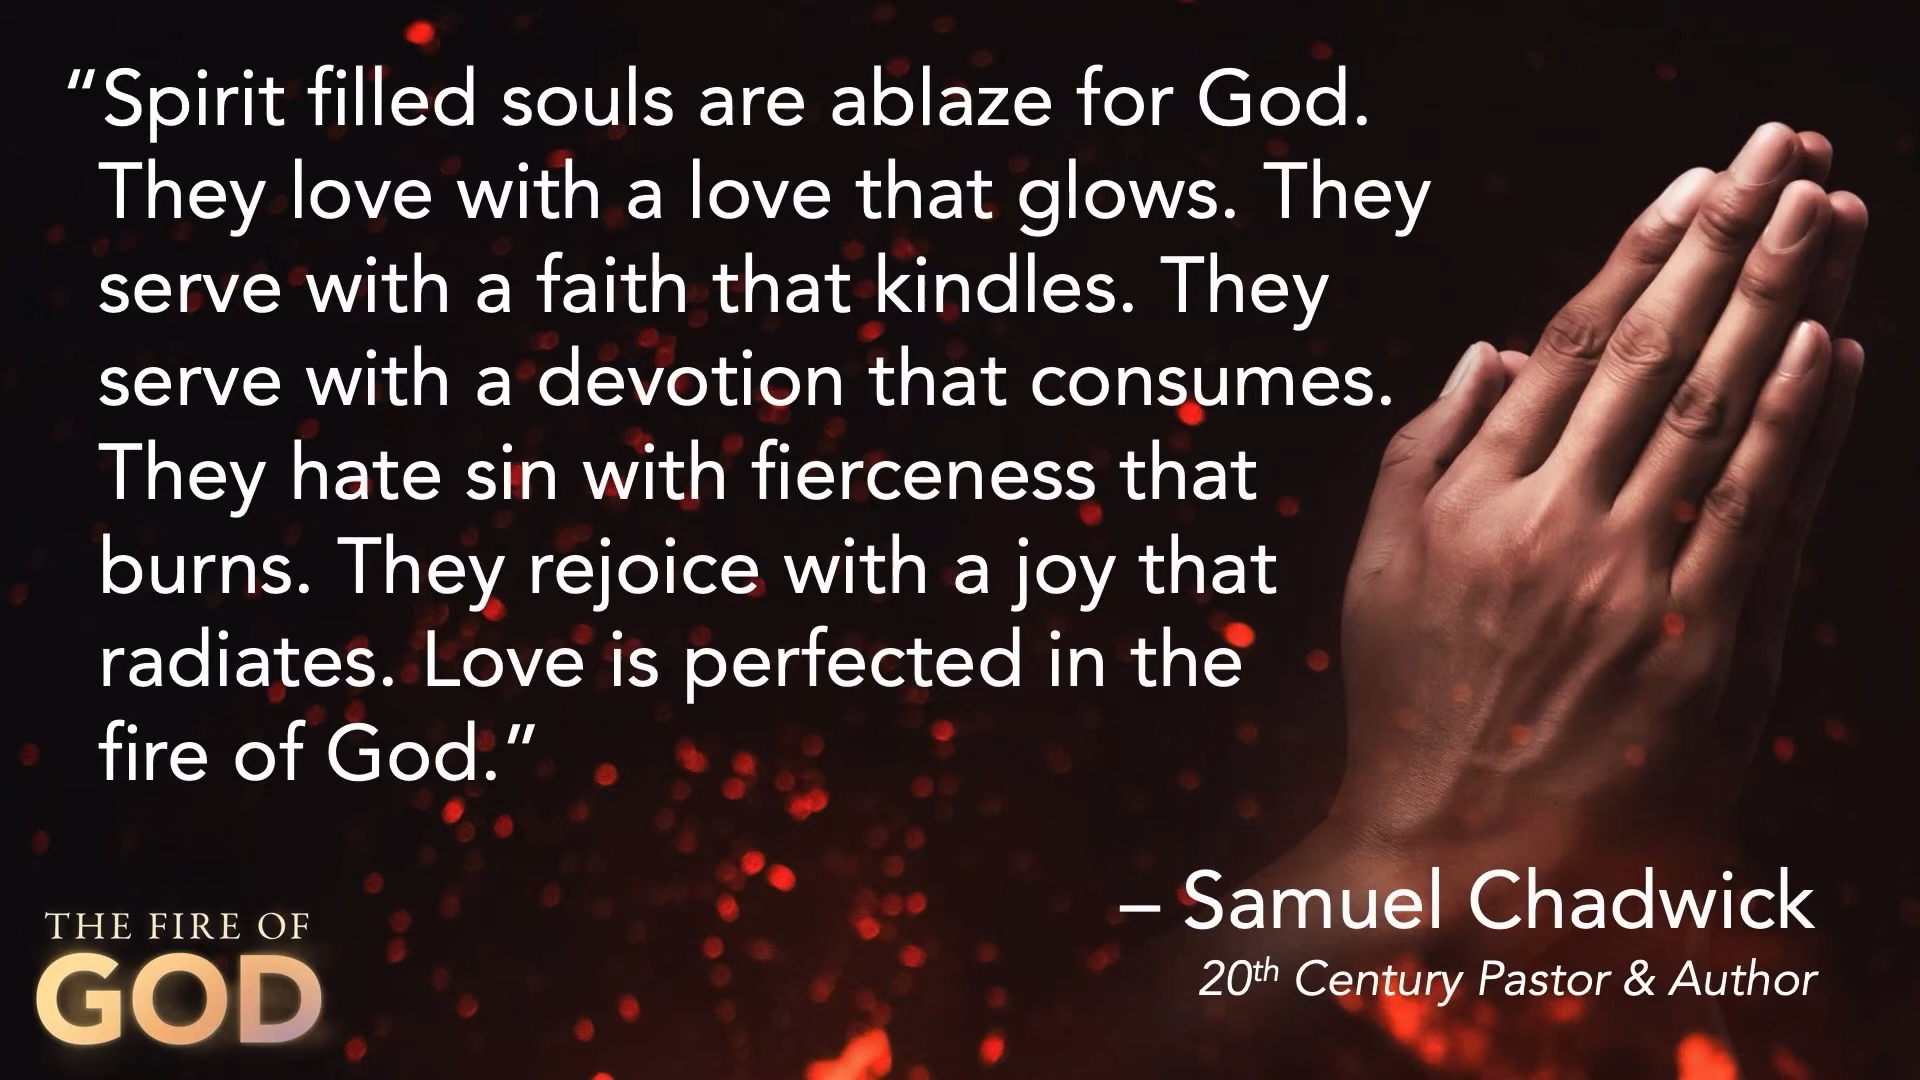 “Spirit filled souls are ablaze for God.
They love with a love that glows. They
serve with a faith that kindles. They
serve with a devotion that consumes.
They hate sin with fierceness that
burns. They rejoice with a joy that
radiates. Love is perfected in the
fire of God.”
– Samuel Chadwick
20th Century Pastor & Author
THE FIRE OF
GOD